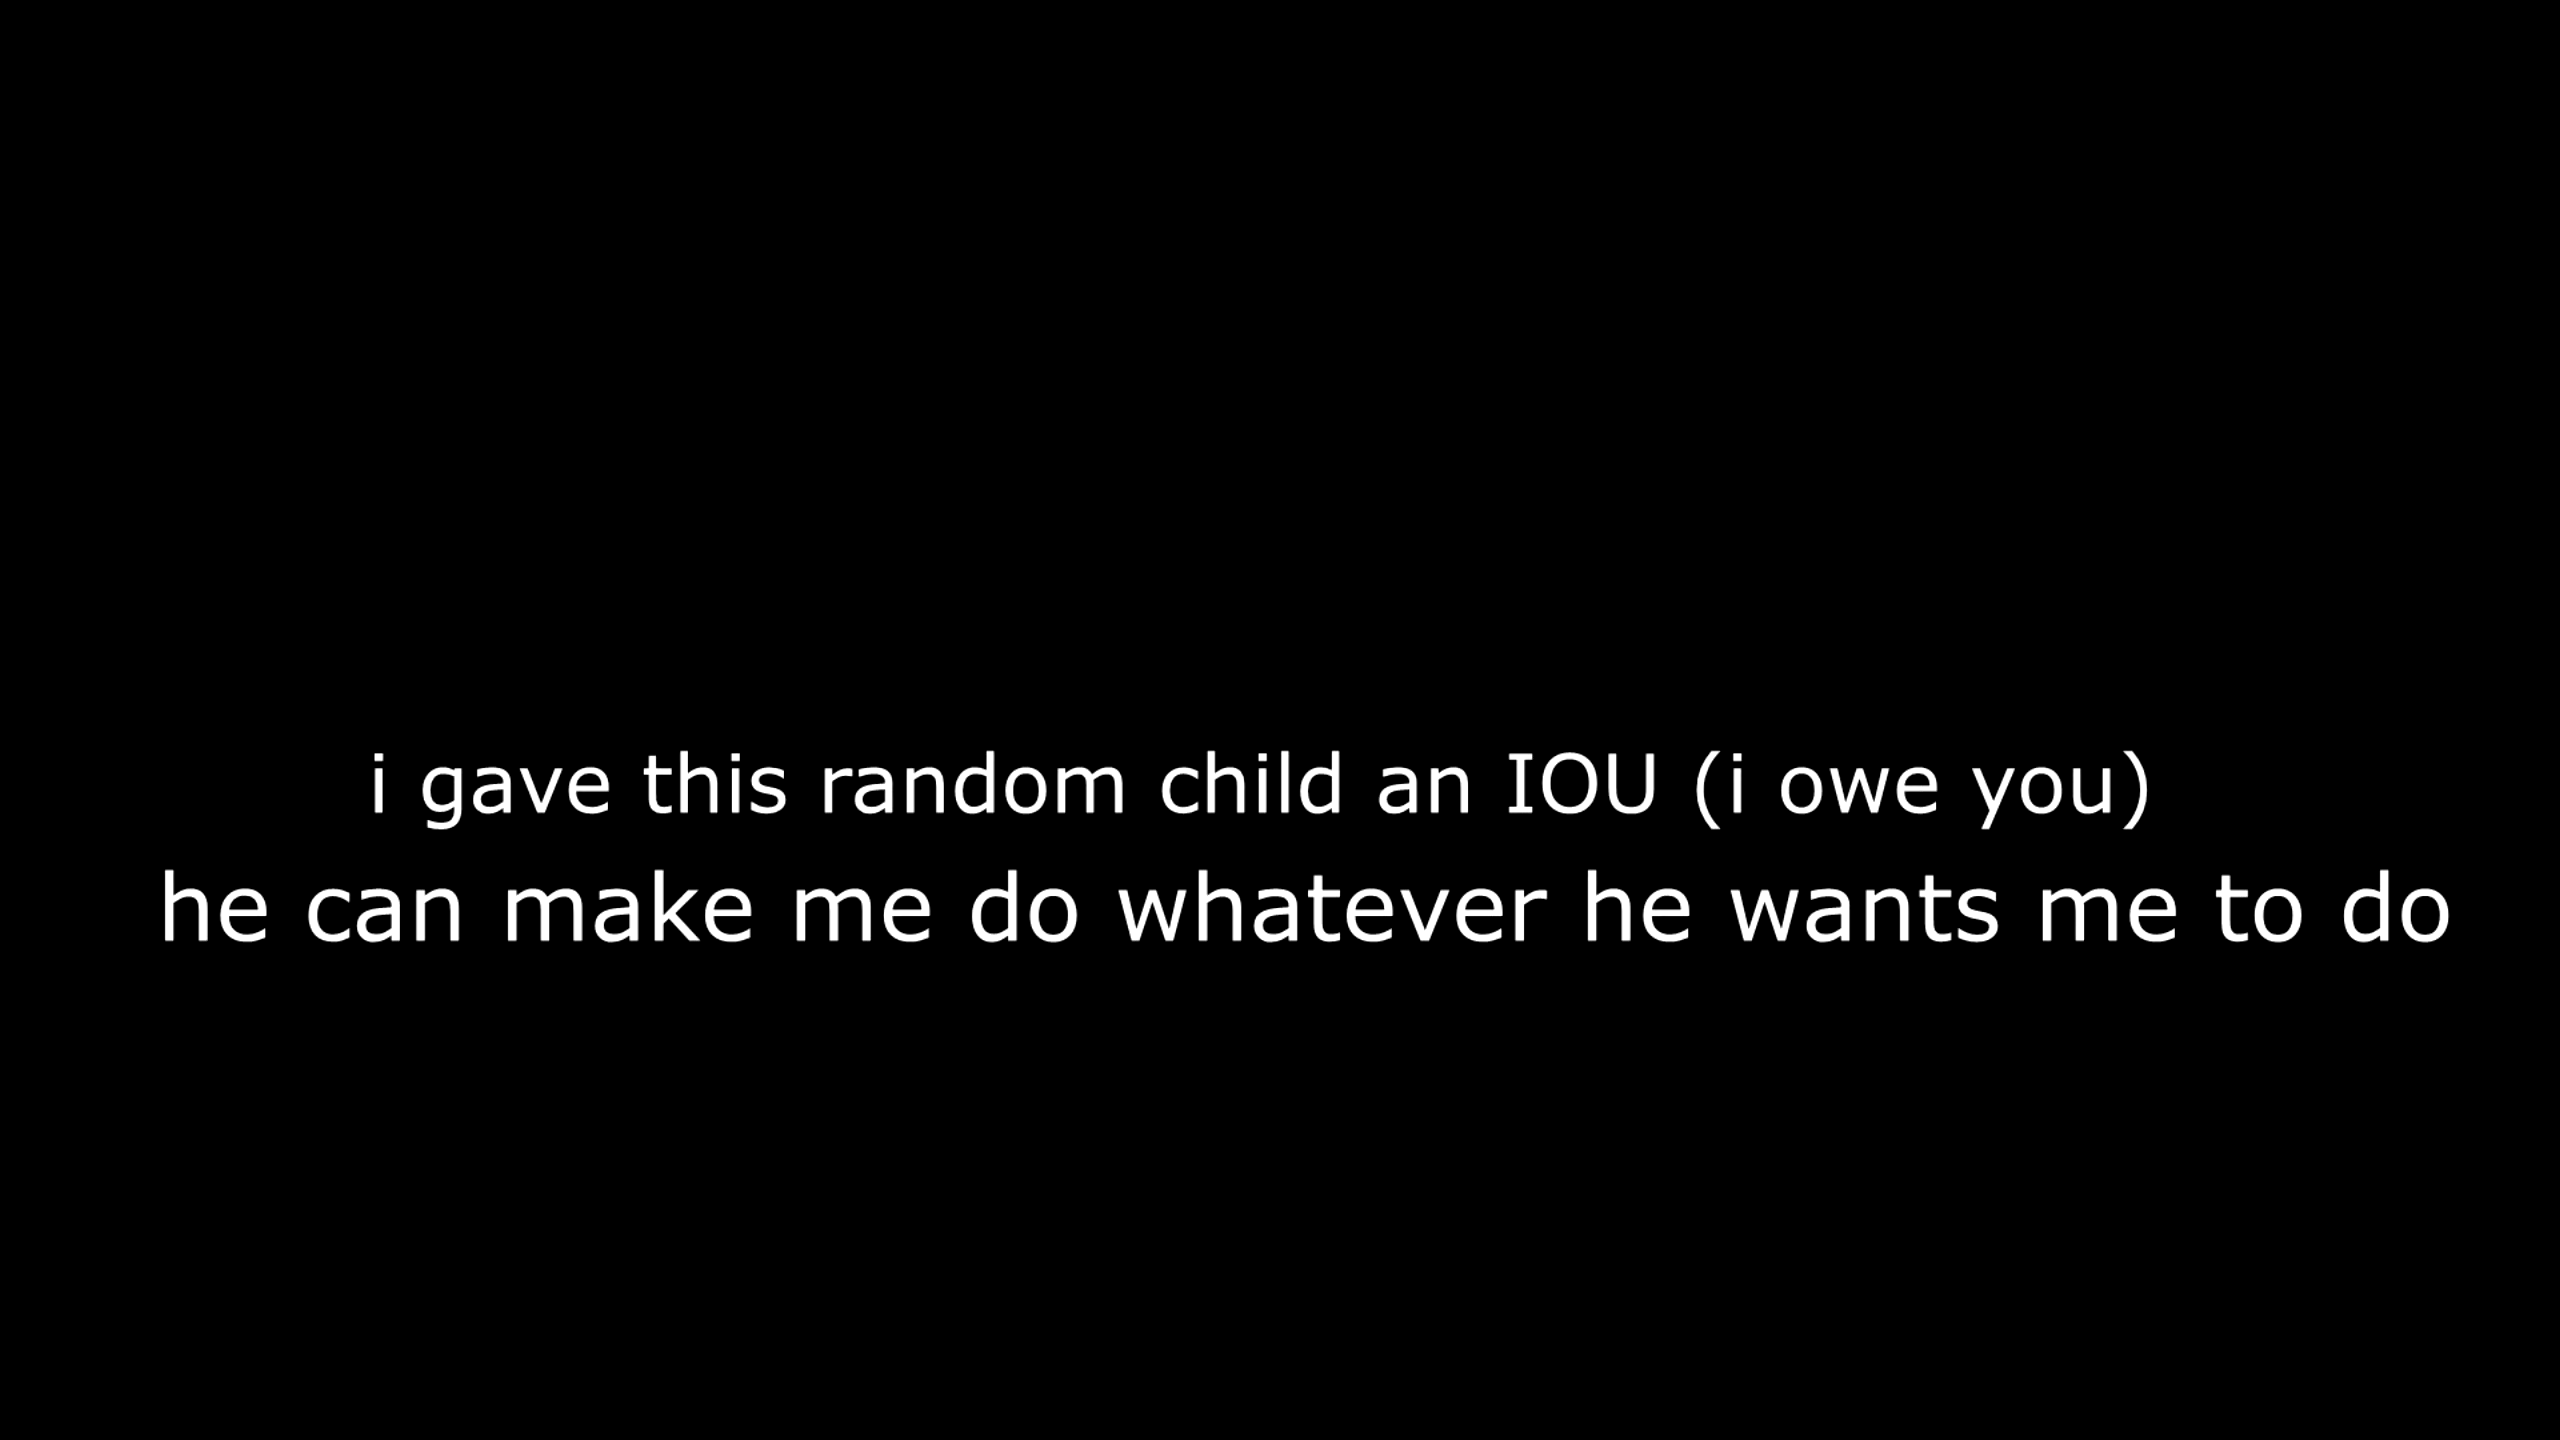 i gave this random child an IOU (i owe you)
he can make me do whatever he wants me to do